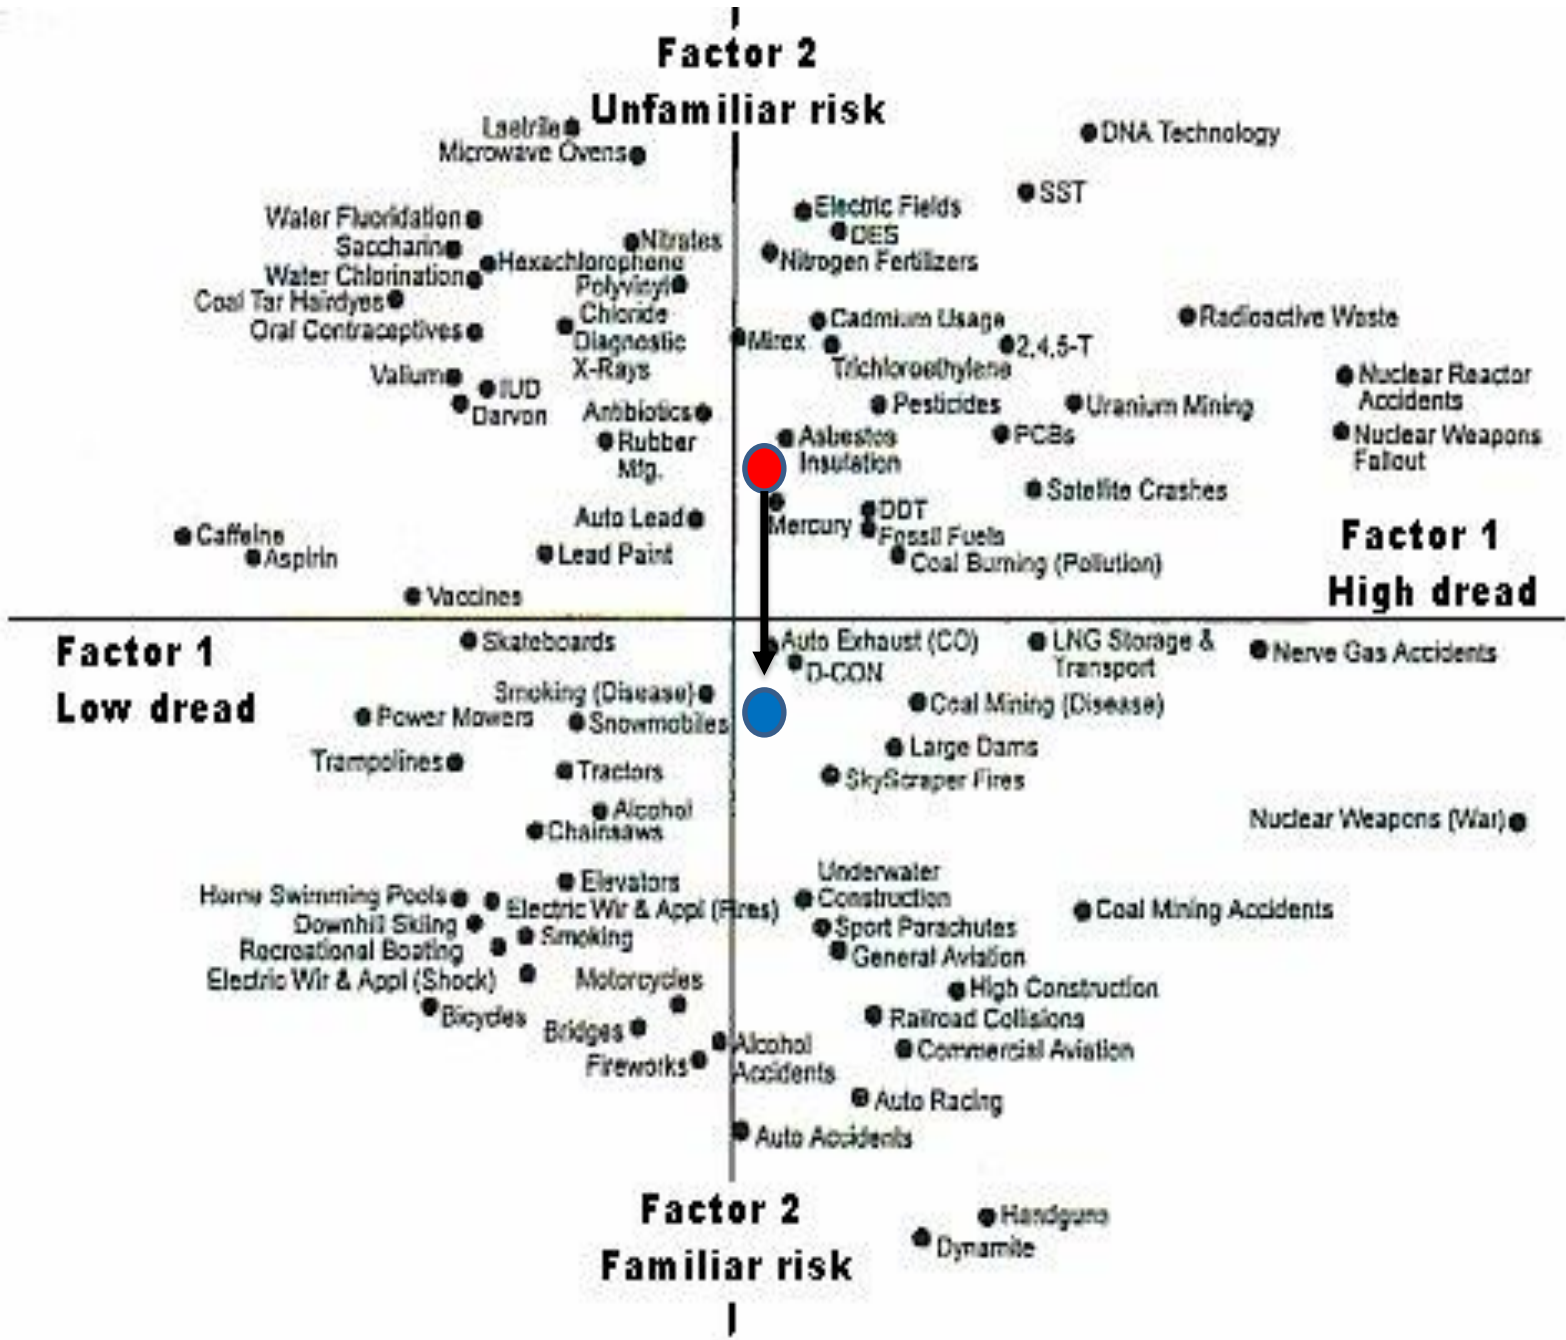 Factor 2
Unfamiliar risk
Laetrile
DNA Technology
Microwave Ovens
SST
Electric Fields
Water Fluoridation
DES
Nitrates
Saccharin
Hexachlorophene
Nitrogen Fertilizers
Water Chlorination
Polyvinyl
Chloride
Coal Tar Hairdyes
Radioactive Waste
Cadmium Usage
Oral Contraceptives
Diagnostic
X-Rays
Mirex
2,4,5-T
Trichloroethylene
Valium
Nuclear Reactor
Accidents
IUD
Darvon
Antibiotics
Pesticides
Uranium Mining
Rubber
Mfg.
Asbestos
Insulation
PCBs
Nuclear Weapons
Fallout
Satellite Crashes
Auto Lead
Mercury
DDT
Fossil Fuels
Caffeine
Aspirin
Lead Paint
Coal Burning (Pollution)
Factor 1
High dread
Vaccines
Factor 1
Low dread
Skateboards
Auto Exhaust (CO)
D-CON
LNG Storage &
Transport
Nerve Gas Accidents
Smoking (Disease)
Coal Mining (Disease)
Power Mowers
Snowmobiles
Large Dams
Trampolines
Tractors
SkyScraper Fires
Alcohol
Chainsaws
Nuclear Weapons (War)
Underwater
Construction
Elevators
Home Swimming Pools
Electric Wir & Appl (Fires)
Coal Mining Accidents
Downhill Skiing
Smoking
Sport Parachutes
Recreational Boating
General Aviation
Electric Wir & Appl (Shock)
Motorcycles
High Construction
Bicycles
Bridges
Railroad Collisions
Alcohol
Accidents
Fireworks
Commercial Aviation
Auto Racing
Auto Accidents
Factor 2
Familiar risk
Handguns
Dynamite